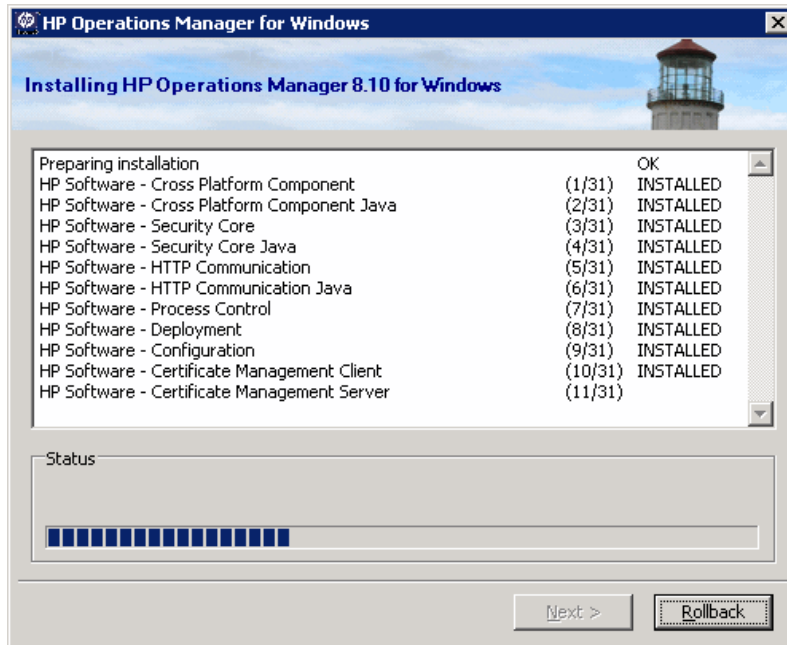 HP Operations Manager for Windows
Installing HP Operations Manager 8.10 for Windows
Preparing installation OK
HP Software - Cross Platform Component (1/31) INSTALLED
HP Software - Cross Platform Component Java (2/31) INSTALLED
HP Software - Security Core (3/31) INSTALLED
HP Software - Security Core Java (4/31) INSTALLED
HP Software - HTTP Communication (5/31) INSTALLED
HP Software - HTTP Communication Java (6/31) INSTALLED
HP Software - Process Control (7/31) INSTALLED
HP Software - Deployment (8/31) INSTALLED
HP Software - Configuration (9/31) INSTALLED
HP Software - Certificate Management Client (10/31) INSTALLED
HP Software - Certificate Management Server (11/31)
Status
Next > Rollback